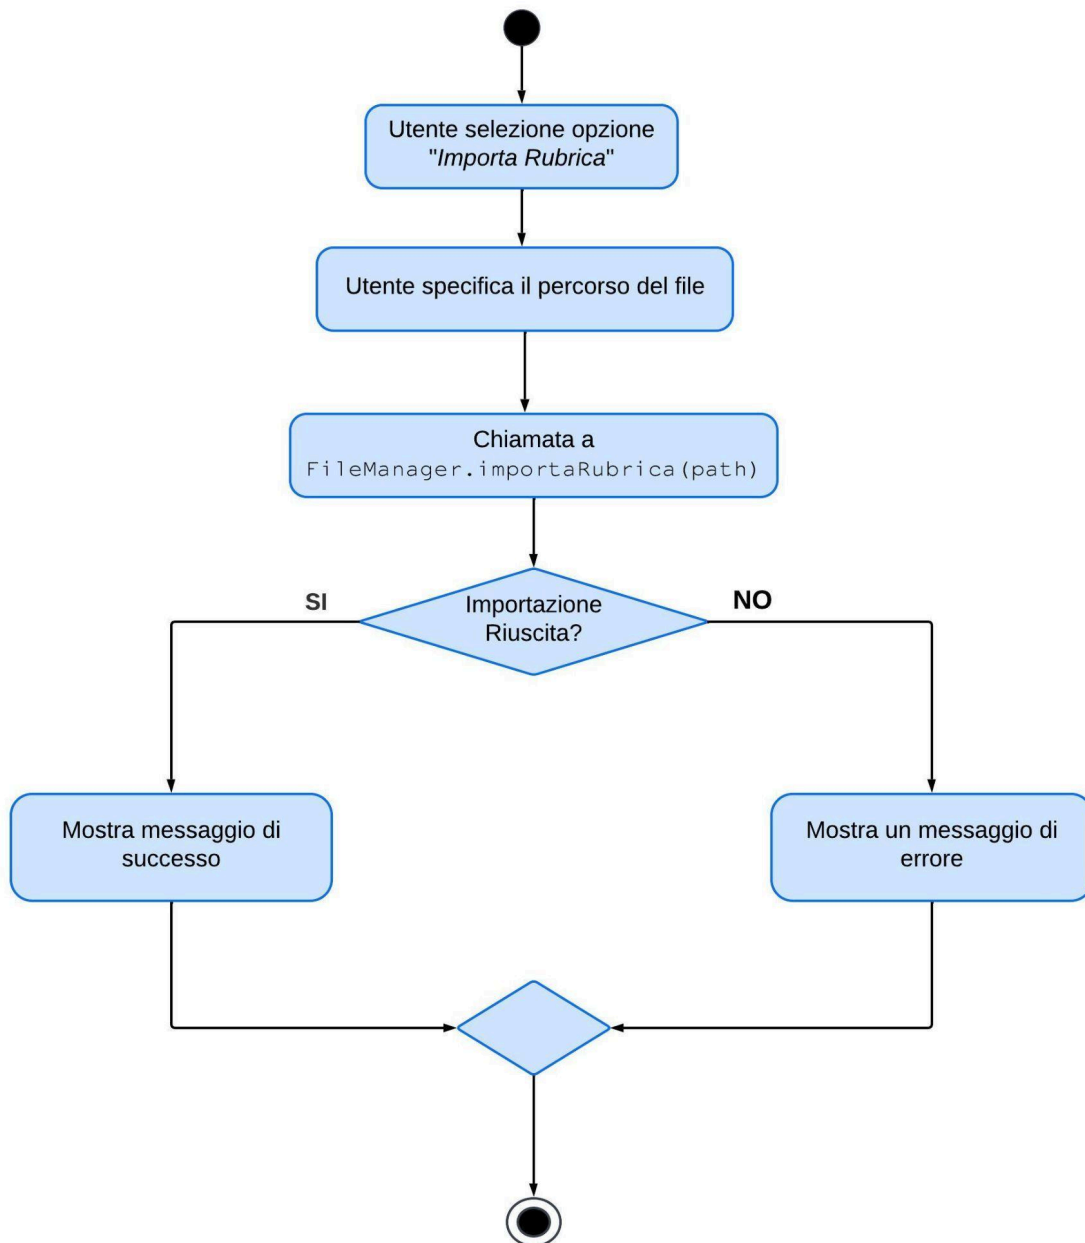 Utente selezione opzione
"Importa Rubrica"
Utente specifica il percorso del file
Chiamata a
FileManager.importaRubrica(path)
Importazione
Riuscita?
SI
NO
Mostra messaggio di
successo
Mostra un messaggio di
errore